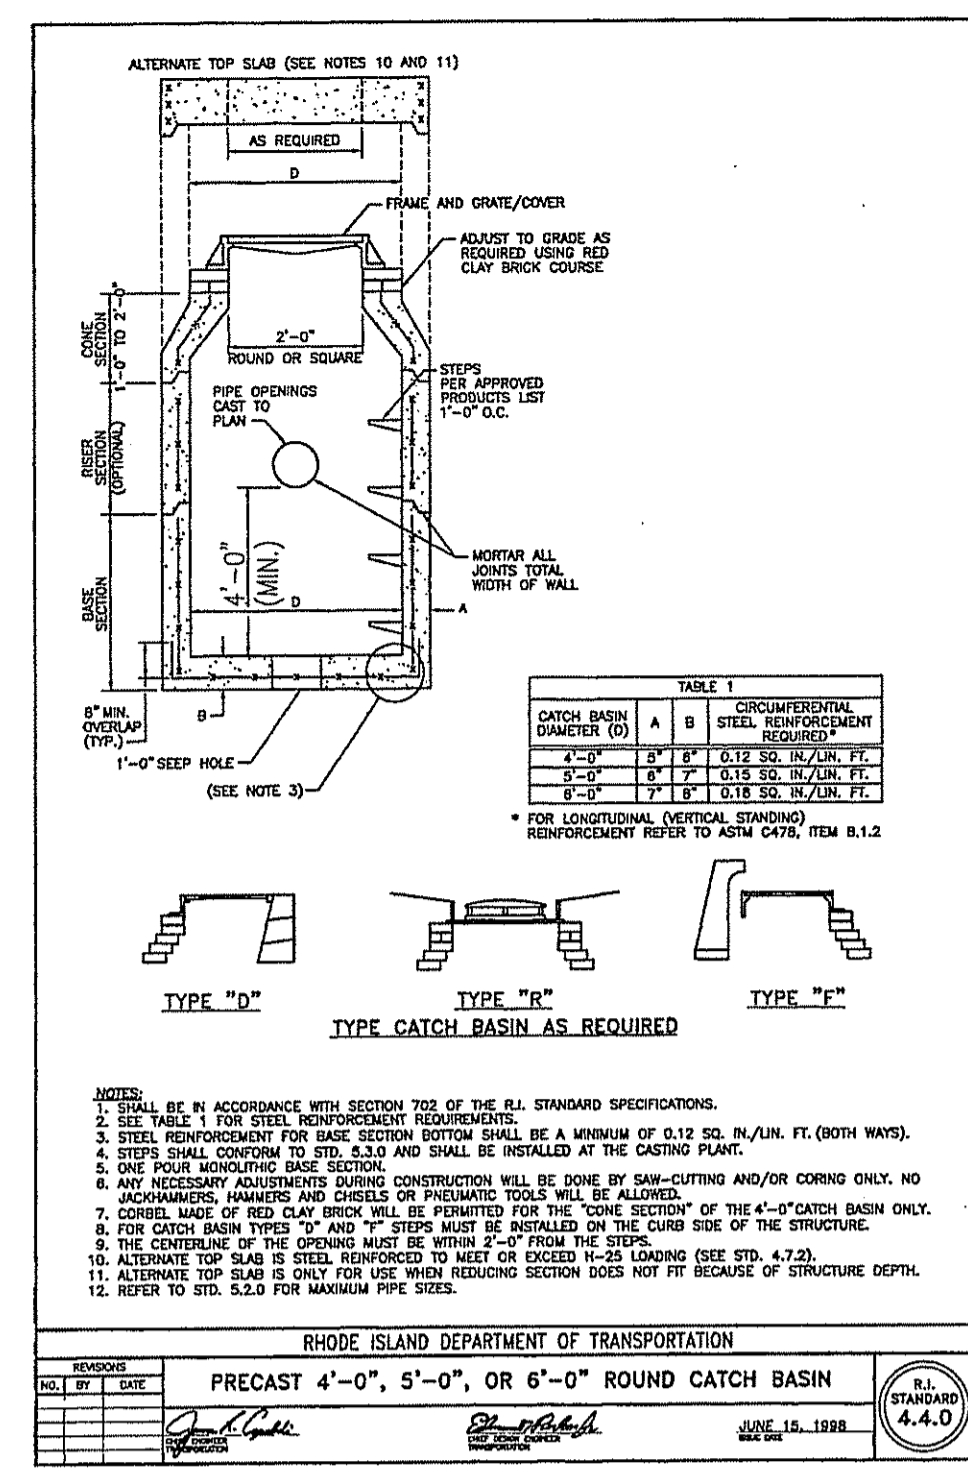 ALTERNATE TOP SLAB (SEE NOTES 10 AND 11)
AS REQUIRED
D
FRAME AND GRATE/COVER
ADJUST TO GRADE AS
REQUIRED USING RED
CLAY BRICK COURSE
CONE
SECTION
1'-0" TO 2'-0"
2'-0"
ROUND OR SQUARE
STEPS
PER APPROVED
PRODUCTS LIST
1'-0" O.C.
PIPE OPENINGS
CAST TO
PLAN
RISER
SECTION
(OPTIONAL)
MORTAR ALL
JOINTS TOTAL
WIDTH OF WALL
4'-0"
(MIN.)
D
A
BASE
SECTION
8" MIN.
OVERLAP
(TYP.)
B
1'-0" SEEP HOLE
(SEE NOTE 3)
TABLE 1
CATCH BASIN DIAMETER (D) A B CIRCUMFERENTIAL STEEL REINFORCEMENT REQUIRED*
4'-0" 5" 6" 0.12 SQ. IN./LIN. FT.
5'-0" 6" 7" 0.15 SQ. IN./LIN. FT.
6'-0" 7" 8" 0.18 SQ. IN./LIN. FT.
* FOR LONGITUDINAL (VERTICAL STANDING)
REINFORCEMENT REFER TO ASTM C478, ITEM 8.1.2
TYPE "D"
TYPE "R"
TYPE "F"
TYPE CATCH BASIN AS REQUIRED
NOTES:
1. SHALL BE IN ACCORDANCE WITH SECTION 702 OF THE R.I. STANDARD SPECIFICATIONS.
2. SEE TABLE 1 FOR STEEL REINFORCEMENT REQUIREMENTS.
3. STEEL REINFORCEMENT FOR BASE SECTION BOTTOM SHALL BE A MINIMUM OF 0.12 SQ. IN./LIN. FT. (BOTH WAYS).
4. STEPS SHALL CONFORM TO STD. 5.3.0 AND SHALL BE INSTALLED AT THE CASTING PLANT.
5. ONE POUR MONOLITHIC BASE SECTION.
6. ANY NECESSARY ADJUSTMENTS DURING CONSTRUCTION WILL BE DONE BY SAW-CUTTING AND/OR CORING ONLY. NO
JACKHAMMERS, HAMMERS AND CHISELS OR PNEUMATIC TOOLS WILL BE ALLOWED.
7. CORBEL MADE OF RED CLAY BRICK WILL BE PERMITTED FOR THE "CONE SECTION" OF THE 4'-0" CATCH BASIN ONLY.
8. FOR CATCH BASIN TYPES "D" AND "F" STEPS MUST BE INSTALLED ON THE CURB SIDE OF THE STRUCTURE.
9. THE CENTERLINE OF THE OPENING MUST BE WITHIN 2'-0" FROM THE STEPS.
10. ALTERNATE TOP SLAB IS STEEL REINFORCED TO MEET OR EXCEED H-25 LOADING (SEE STD. 4.7.2).
11. ALTERNATE TOP SLAB IS ONLY FOR USE WHEN REDUCING SECTION DOES NOT FIT BECAUSE OF STRUCTURE DEPTH.
12. REFER TO STD. 5.2.0 FOR MAXIMUM PIPE SIZES.
RHODE ISLAND DEPARTMENT OF TRANSPORTATION
REVISIONS
NO. BY DATE
PRECAST 4'-0", 5'-0", OR 6'-0" ROUND CATCH BASIN
CHIEF ENGINEER
TRANSPORTATION
CHIEF DESIGN ENGINEER
TRANSPORTATION
JUNE 15, 1998
ISSUE DATE
R.I.
STANDARD
4.4.0